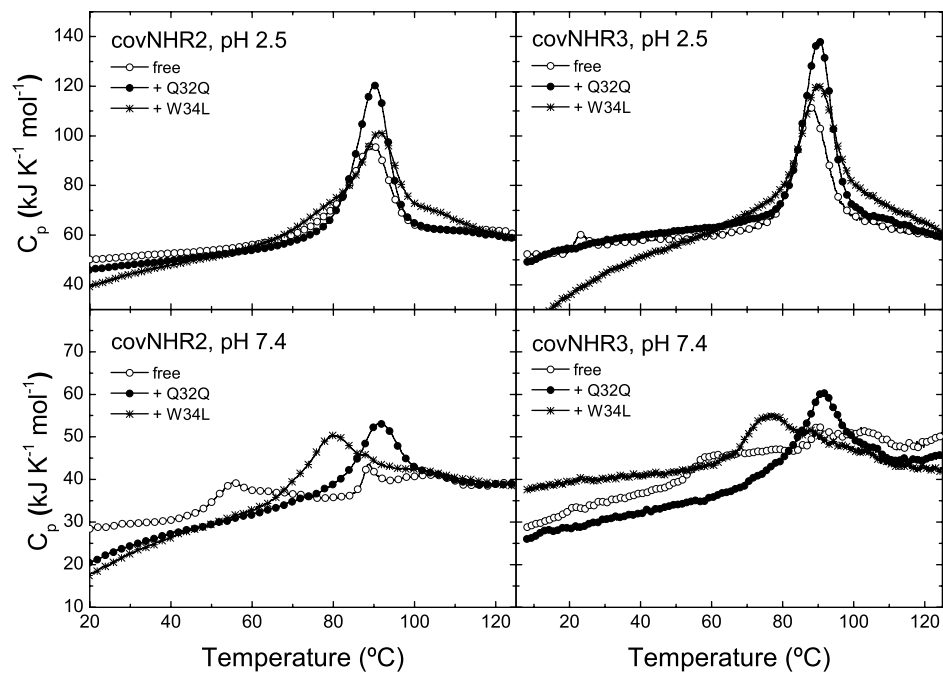 covNHR2, pH 2.5
free
+ Q32Q
+ W34L
covNHR3, pH 2.5
free
+ Q32Q
+ W34L
140
120
100
80
60
40
C_p (kJ K⁻¹ mol⁻¹)
covNHR2, pH 7.4
free
+ Q32Q
+ W34L
covNHR3, pH 7.4
free
+ Q32Q
+ W34L
70
60
50
40
30
20
10
C_p (kJ K⁻¹ mol⁻¹)
20 40 60 80 100 120
20 40 60 80 100 120
Temperature (ºC)
Temperature (ºC)